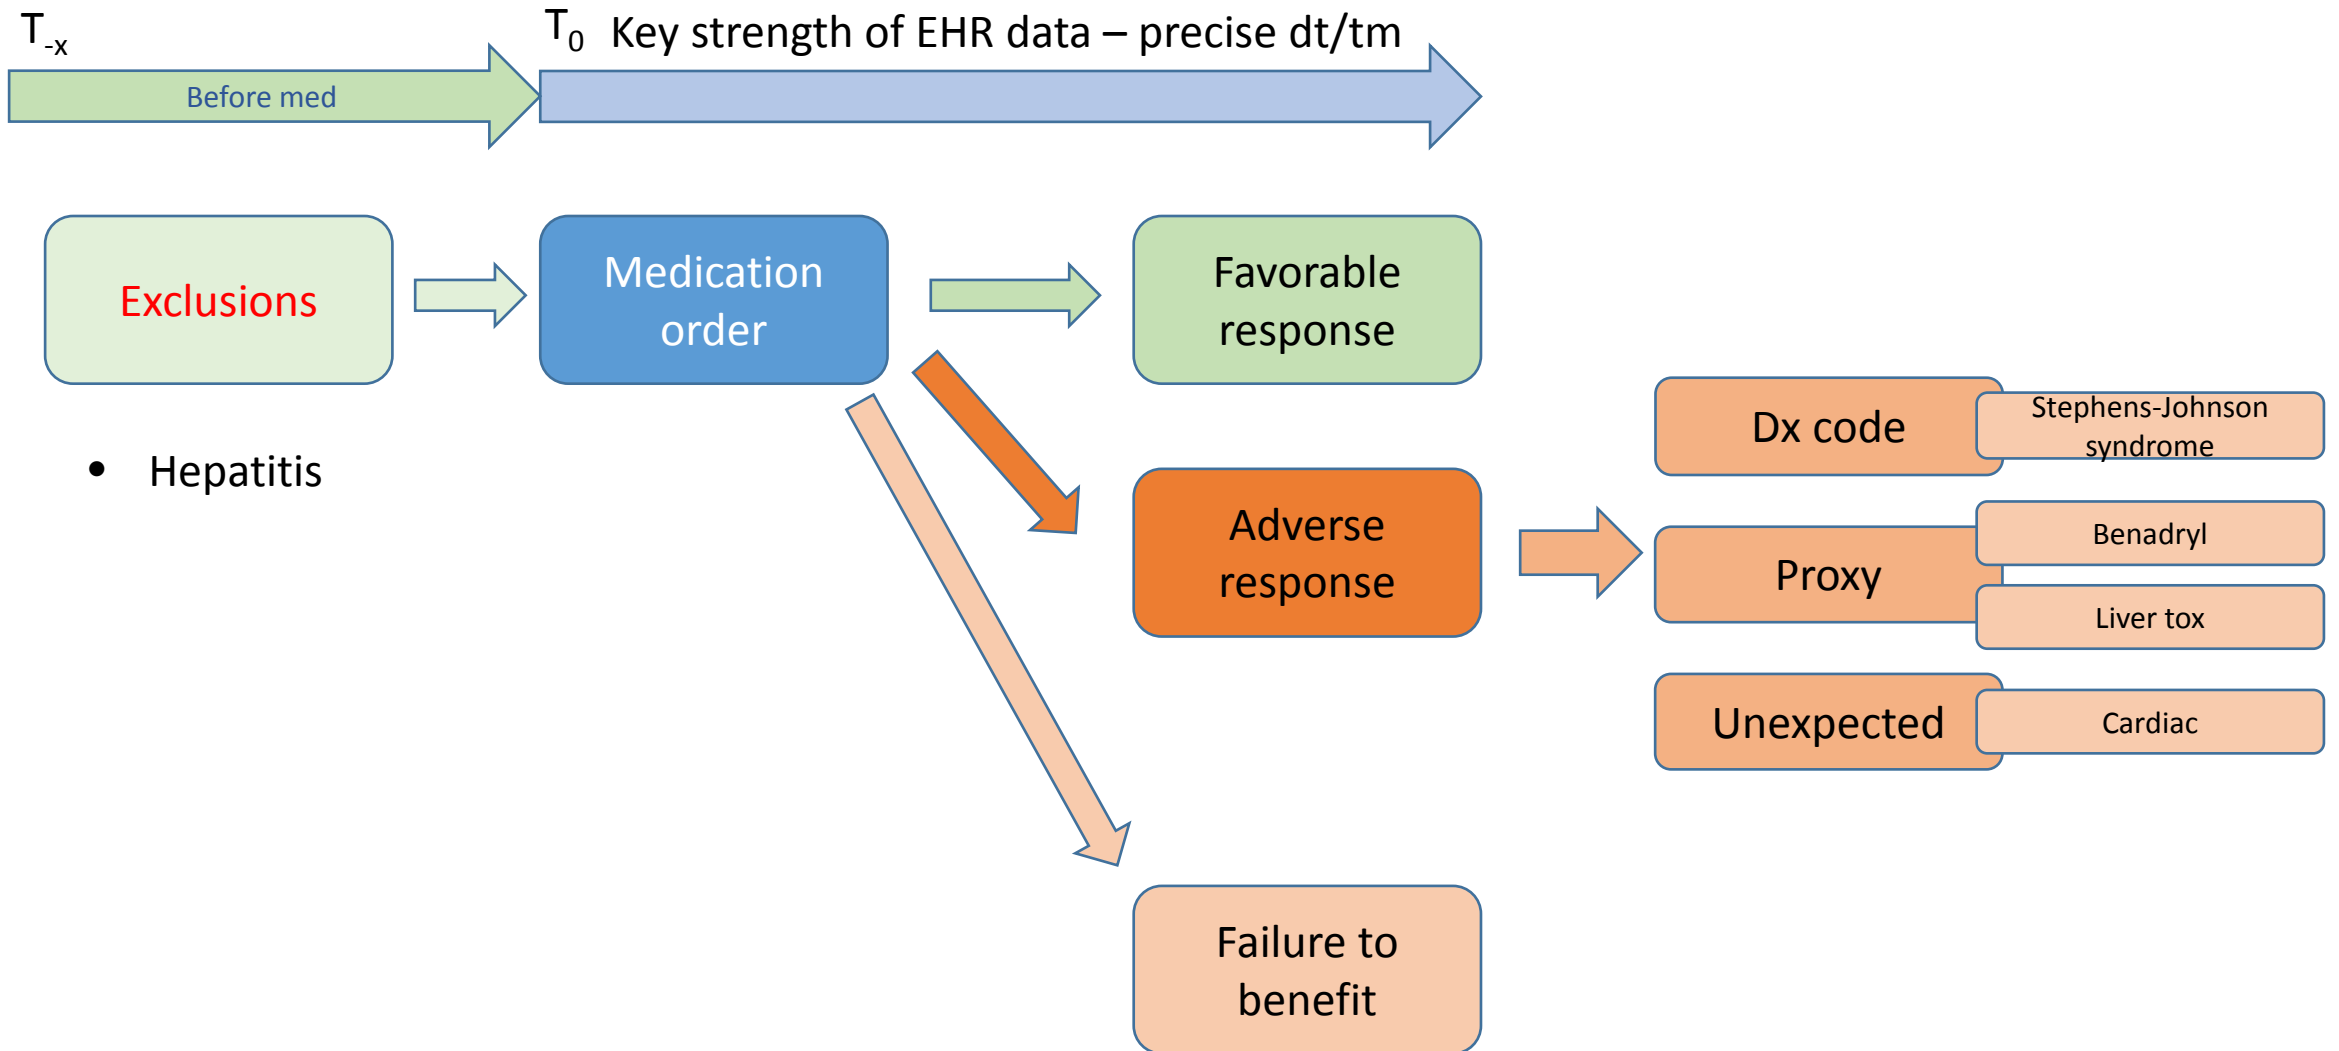 T-x
T0 Key strength of EHR data – precise dt/tm
Before med
Exclusions
Medication
order
Favorable
response
• Hepatitis
Adverse
response
Dx code
Stephens-Johnson
syndrome
Proxy
Benadryl
Liver tox
Unexpected
Cardiac
Failure to
benefit